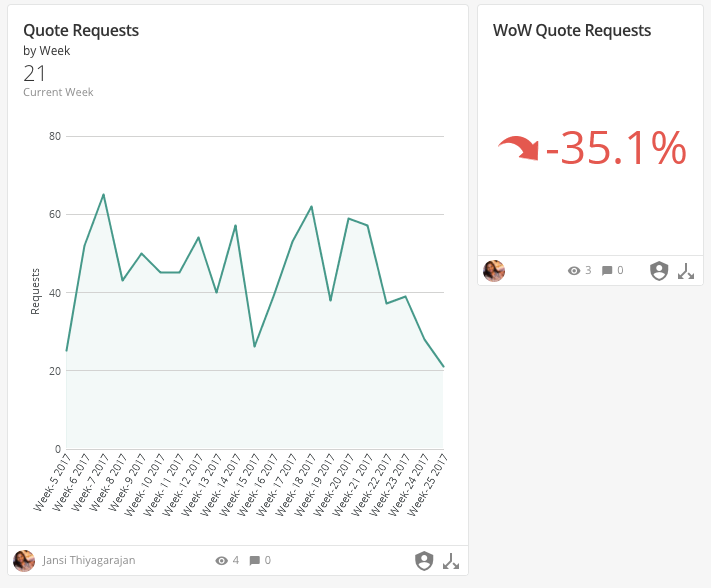 Quote Requests
by Week
21
Current Week
80
60
40
20
0
Requests
Week-5 2017
Week-6 2017
Week-7 2017
Week-8 2017
Week-9 2017
Week-10 2017
Week-11 2017
Week-12 2017
Week-13 2017
Week-14 2017
Week-15 2017
Week-16 2017
Week-17 2017
Week-18 2017
Week-19 2017
Week-20 2017
Week-21 2017
Week-22 2017
Week-23 2017
Week-24 2017
Week-25 2017
Jansi Thiyagarajan
4
0
WoW Quote Requests
-35.1%
3
0